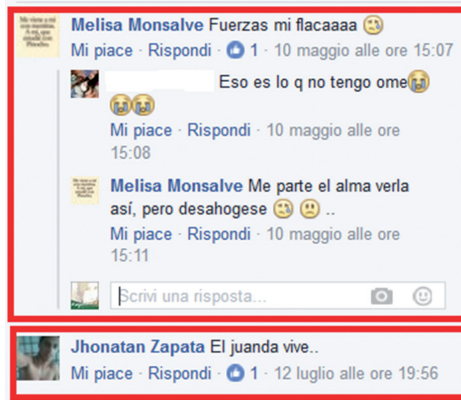 Melisa Monsalve Fuerzas mi flacaaaa
Mi piace · Rispondi · 1 · 10 maggio alle ore 15:07
Eso es lo q no tengo ome
Mi piace · Rispondi · 10 maggio alle ore
15:08
Melisa Monsalve Me parte el alma verla
así, pero desahogese ..
Mi piace · Rispondi · 10 maggio alle ore
15:11
Scrivi una risposta...
Jhonatan Zapata El juanda vive..
Mi piace · Rispondi · 1 · 12 luglio alle ore 19:56